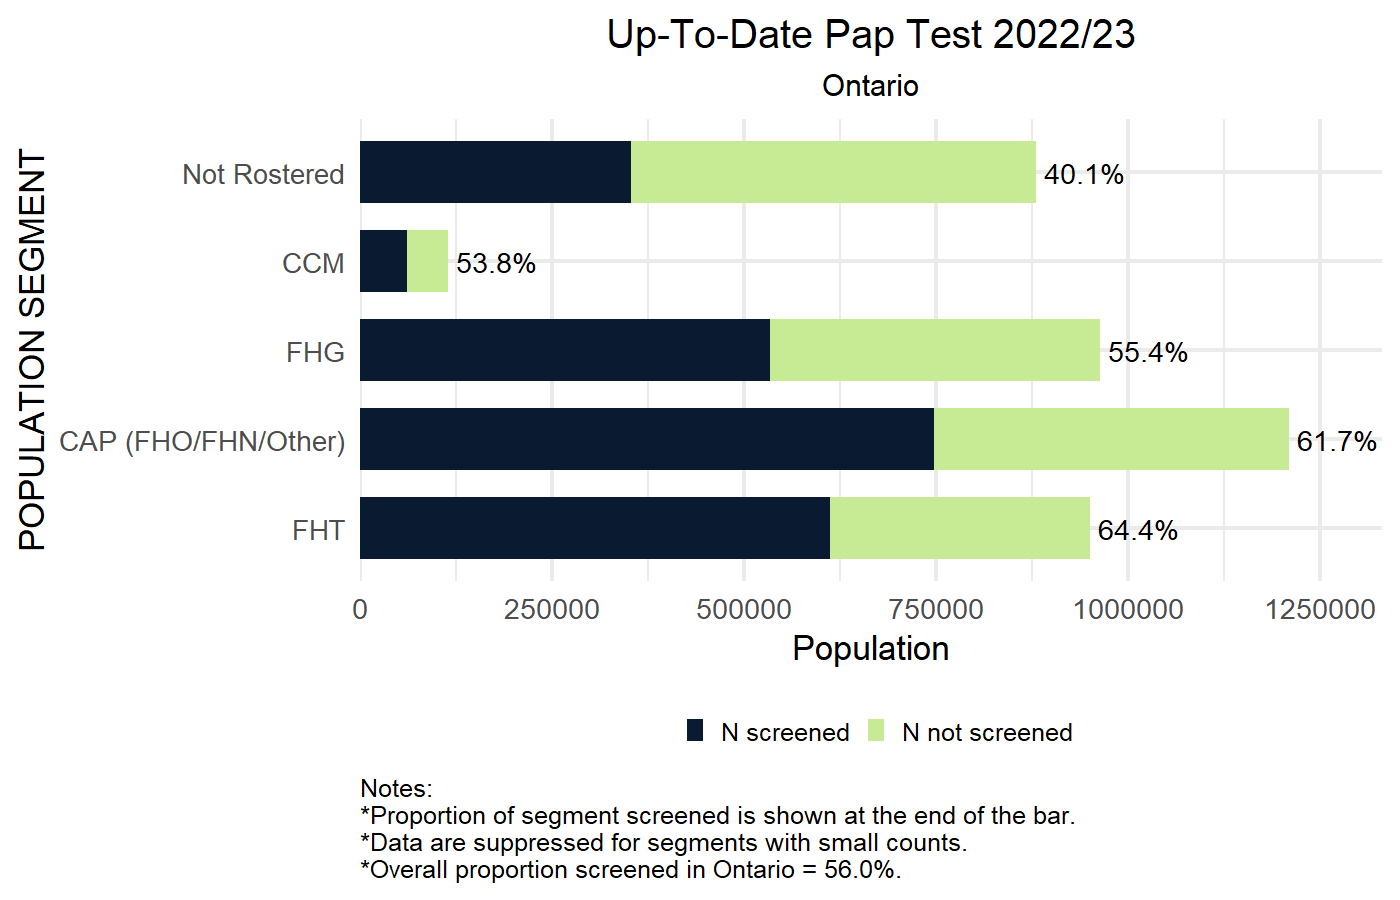 Up-To-Date Pap Test 2022/23
Ontario
POPULATION SEGMENT
Not Rostered
40.1%
CCM
53.8%
FHG
55.4%
CAP (FHO/FHN/Other)
61.7%
FHT
64.4%
0 250000 500000 750000 1000000 1250000
Population
N screened N not screened
Notes:
*Proportion of segment screened is shown at the end of the bar.
*Data are suppressed for segments with small counts.
*Overall proportion screened in Ontario = 56.0%.